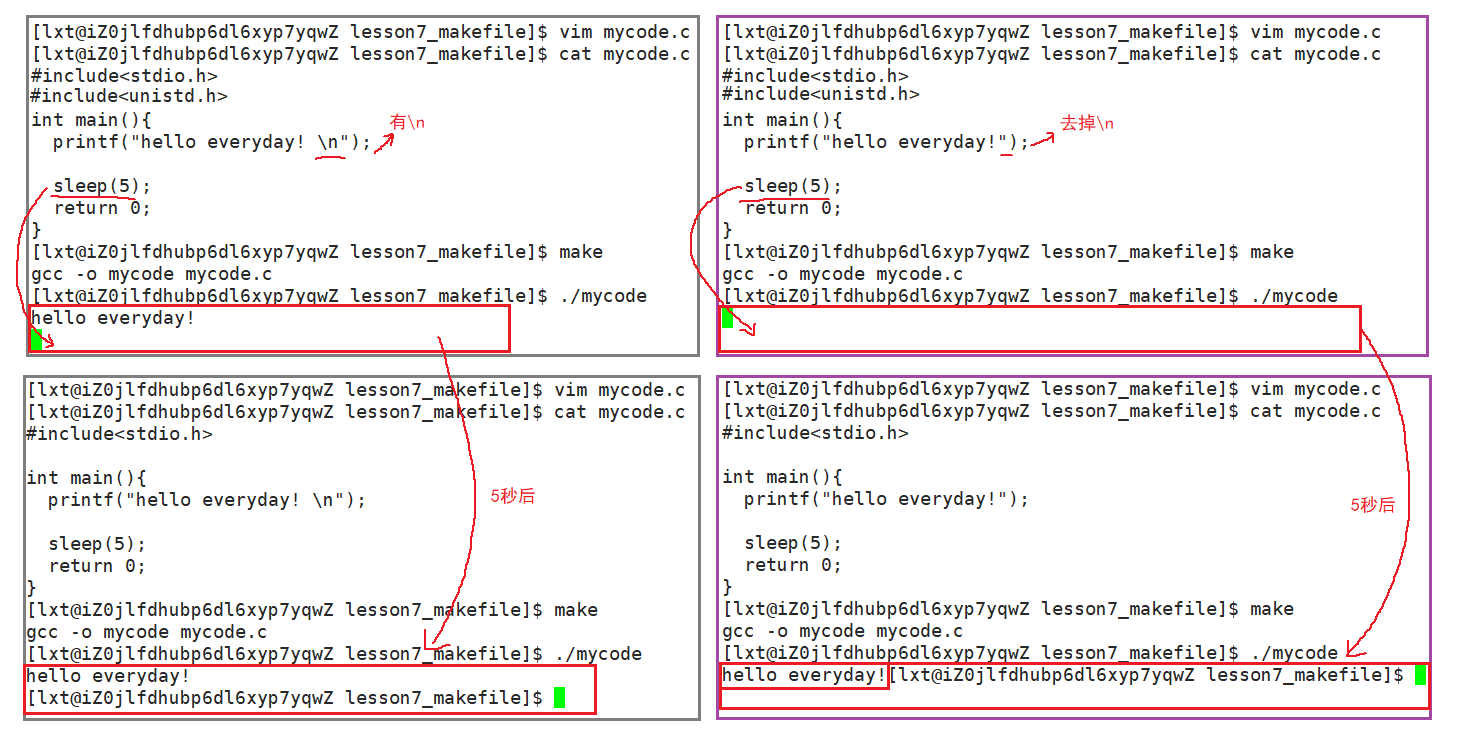 [lxt@iZ0jlfdhubp6dl6xyp7yqwZ lesson7_makefile]$ vim mycode.c
[lxt@iZ0jlfdhubp6dl6xyp7yqwZ lesson7_makefile]$ cat mycode.c
#include<stdio.h>
#include<unistd.h>
int main(){
  printf("hello everyday! \n");
有\n
  sleep(5);
  return 0;
}
[lxt@iZ0jlfdhubp6dl6xyp7yqwZ lesson7_makefile]$ make
gcc -o mycode mycode.c
[lxt@iZ0jlfdhubp6dl6xyp7yqwZ lesson7_makefile]$ ./mycode
hello everyday!
[lxt@iZ0jlfdhubp6dl6xyp7yqwZ lesson7_makefile]$ vim mycode.c
[lxt@iZ0jlfdhubp6dl6xyp7yqwZ lesson7_makefile]$ cat mycode.c
#include<stdio.h>
#include<unistd.h>
int main(){
  printf("hello everyday!");
去掉\n
  sleep(5);
  return 0;
}
[lxt@iZ0jlfdhubp6dl6xyp7yqwZ lesson7_makefile]$ make
gcc -o mycode mycode.c
[lxt@iZ0jlfdhubp6dl6xyp7yqwZ lesson7_makefile]$ ./mycode
[lxt@iZ0jlfdhubp6dl6xyp7yqwZ lesson7_makefile]$ vim mycode.c
[lxt@iZ0jlfdhubp6dl6xyp7yqwZ lesson7_makefile]$ cat mycode.c
#include<stdio.h>
int main(){
  printf("hello everyday! \n");
5秒后
  sleep(5);
  return 0;
}
[lxt@iZ0jlfdhubp6dl6xyp7yqwZ lesson7_makefile]$ make
gcc -o mycode mycode.c
[lxt@iZ0jlfdhubp6dl6xyp7yqwZ lesson7_makefile]$ ./mycode
hello everyday!
[lxt@iZ0jlfdhubp6dl6xyp7yqwZ lesson7_makefile]$
[lxt@iZ0jlfdhubp6dl6xyp7yqwZ lesson7_makefile]$ vim mycode.c
[lxt@iZ0jlfdhubp6dl6xyp7yqwZ lesson7_makefile]$ cat mycode.c
#include<stdio.h>
int main(){
  printf("hello everyday!");
5秒后
  sleep(5);
  return 0;
}
[lxt@iZ0jlfdhubp6dl6xyp7yqwZ lesson7_makefile]$ make
gcc -o mycode mycode.c
[lxt@iZ0jlfdhubp6dl6xyp7yqwZ lesson7_makefile]$ ./mycode
hello everyday![lxt@iZ0jlfdhubp6dl6xyp7yqwZ lesson7_makefile]$